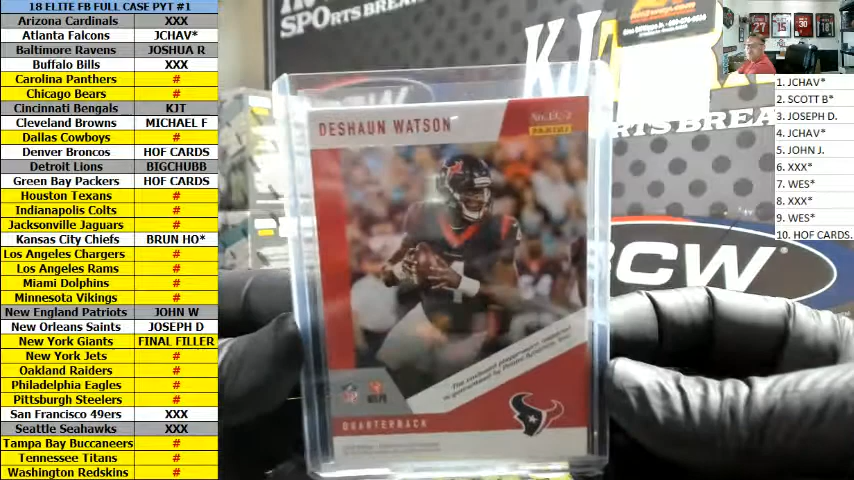 18 ELITE FB FULL CASE PYT #1
Arizona Cardinals XXX
Atlanta Falcons JCHAV*
Baltimore Ravens JOSHUA R
Buffalo Bills XXX
Carolina Panthers #
Chicago Bears #
Cincinnati Bengals KJT
Cleveland Browns MICHAEL F
Dallas Cowboys #
Denver Broncos HOF CARDS
Detroit Lions BIGCHUBB
Green Bay Packers HOF CARDS
Houston Texans #
Indianapolis Colts #
Jacksonville Jaguars #
Kansas City Chiefs BRUN HO*
Los Angeles Chargers #
Los Angeles Rams #
Miami Dolphins #
Minnesota Vikings #
New England Patriots JOHN W
New Orleans Saints JOSEPH D
New York Giants FINAL FILLER
New York Jets #
Oakland Raiders #
Philadelphia Eagles #
Pittsburgh Steelers #
San Francisco 49ers XXX
Seattle Seahawks XXX
Tampa Bay Buccaneers #
Tennessee Titans #
Washington Redskins #
SPORTS BREA
KJ
RTS BREA
CW
DESHAUN WATSON
PANINI
QUARTERBACK
1. JCHAV*
2. SCOTT B*
3. JOSEPH D.
4. JCHAV*
5. JOHN J.
6. XXX*
7. WES*
8. XXX*
9. WES*
10. HOF CARDS.